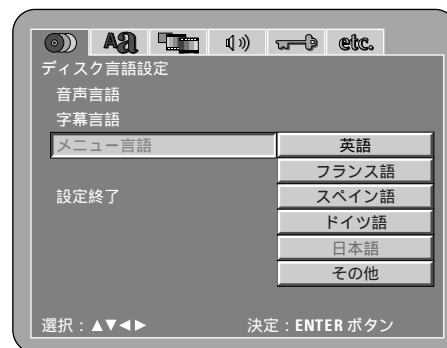 Aa etc.
ディスク言語設定
音声言語
字幕言語
メニュー言語
英語
フランス語
設定終了 スペイン語
ドイツ語
日本語
その他
選択：▲▼◀▶ 決定：ENTER ボタン